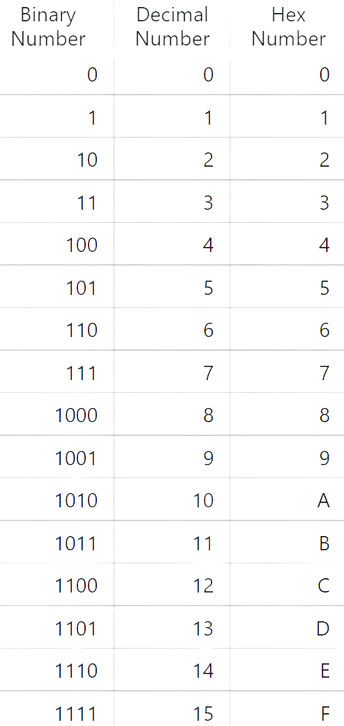 Binary Decimal Hex
Number Number Number
0 0 0
1 1 1
10 2 2
11 3 3
100 4 4
101 5 5
110 6 6
111 7 7
1000 8 8
1001 9 9
1010 10 A
1011 11 B
1100 12 C
1101 13 D
1110 14 E
1111 15 F